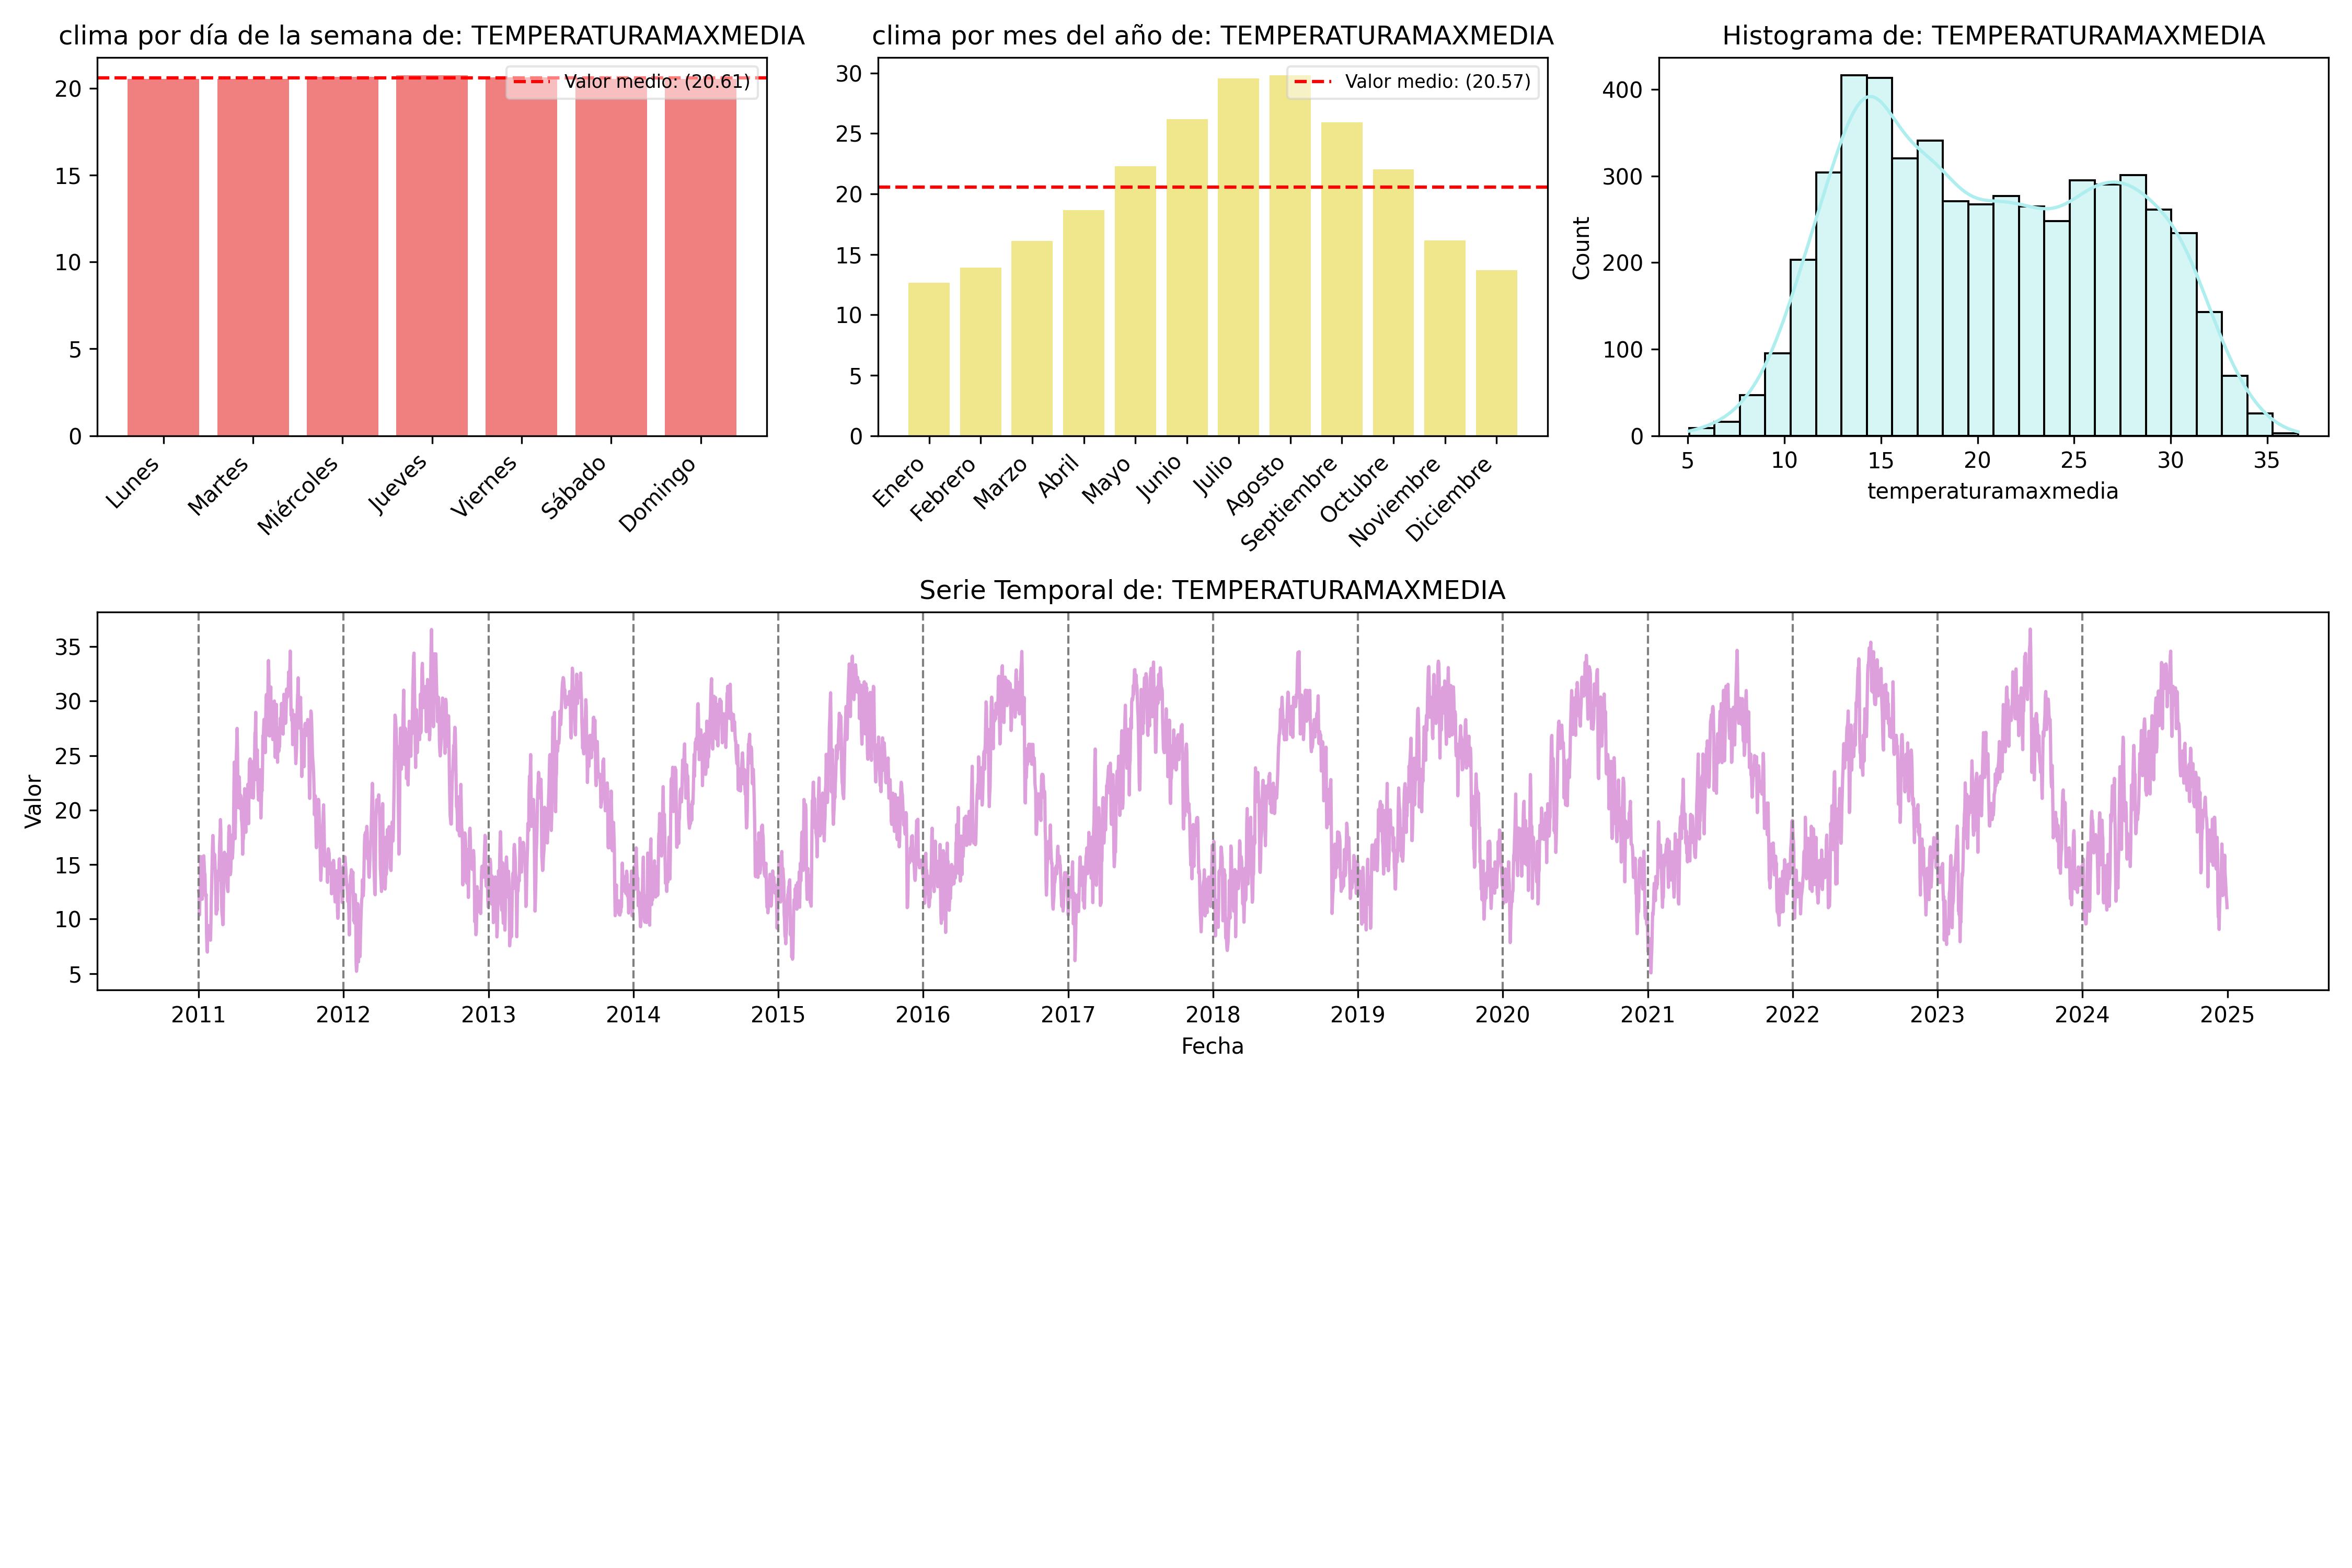 clima por día de la semana de: TEMPERATURAMAXMEDIA
Valor medio: (20.61)
20
15
10
5
0
Lunes
Martes
Miércoles
Jueves
Viernes
Sábado
Domingo
clima por mes del año de: TEMPERATURAMAXMEDIA
Valor medio: (20.57)
30
25
20
15
10
5
0
Enero
Febrero
Marzo
Abril
Mayo
Junio
Julio
Agosto
Septiembre
Octubre
Noviembre
Diciembre
Histograma de: TEMPERATURAMAXMEDIA
Count
400
300
200
100
0
5 10 15 20 25 30 35
temperaturamaxmedia
Serie Temporal de: TEMPERATURAMAXMEDIA
Valor
35
30
25
20
15
10
5
2011 2012 2013 2014 2015 2016 2017 2018 2019 2020 2021 2022 2023 2024 2025
Fecha